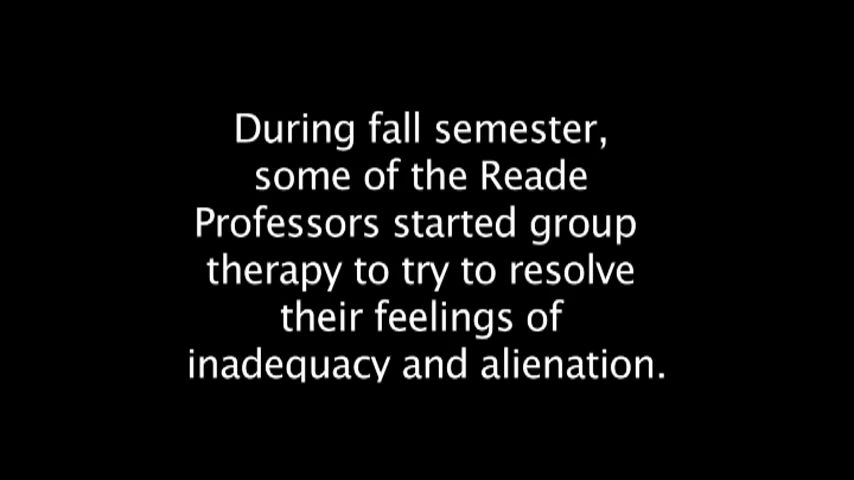 During fall semester,
some of the Reade
Professors started group
therapy to try to resolve
their feelings of
inadequacy and alienation.